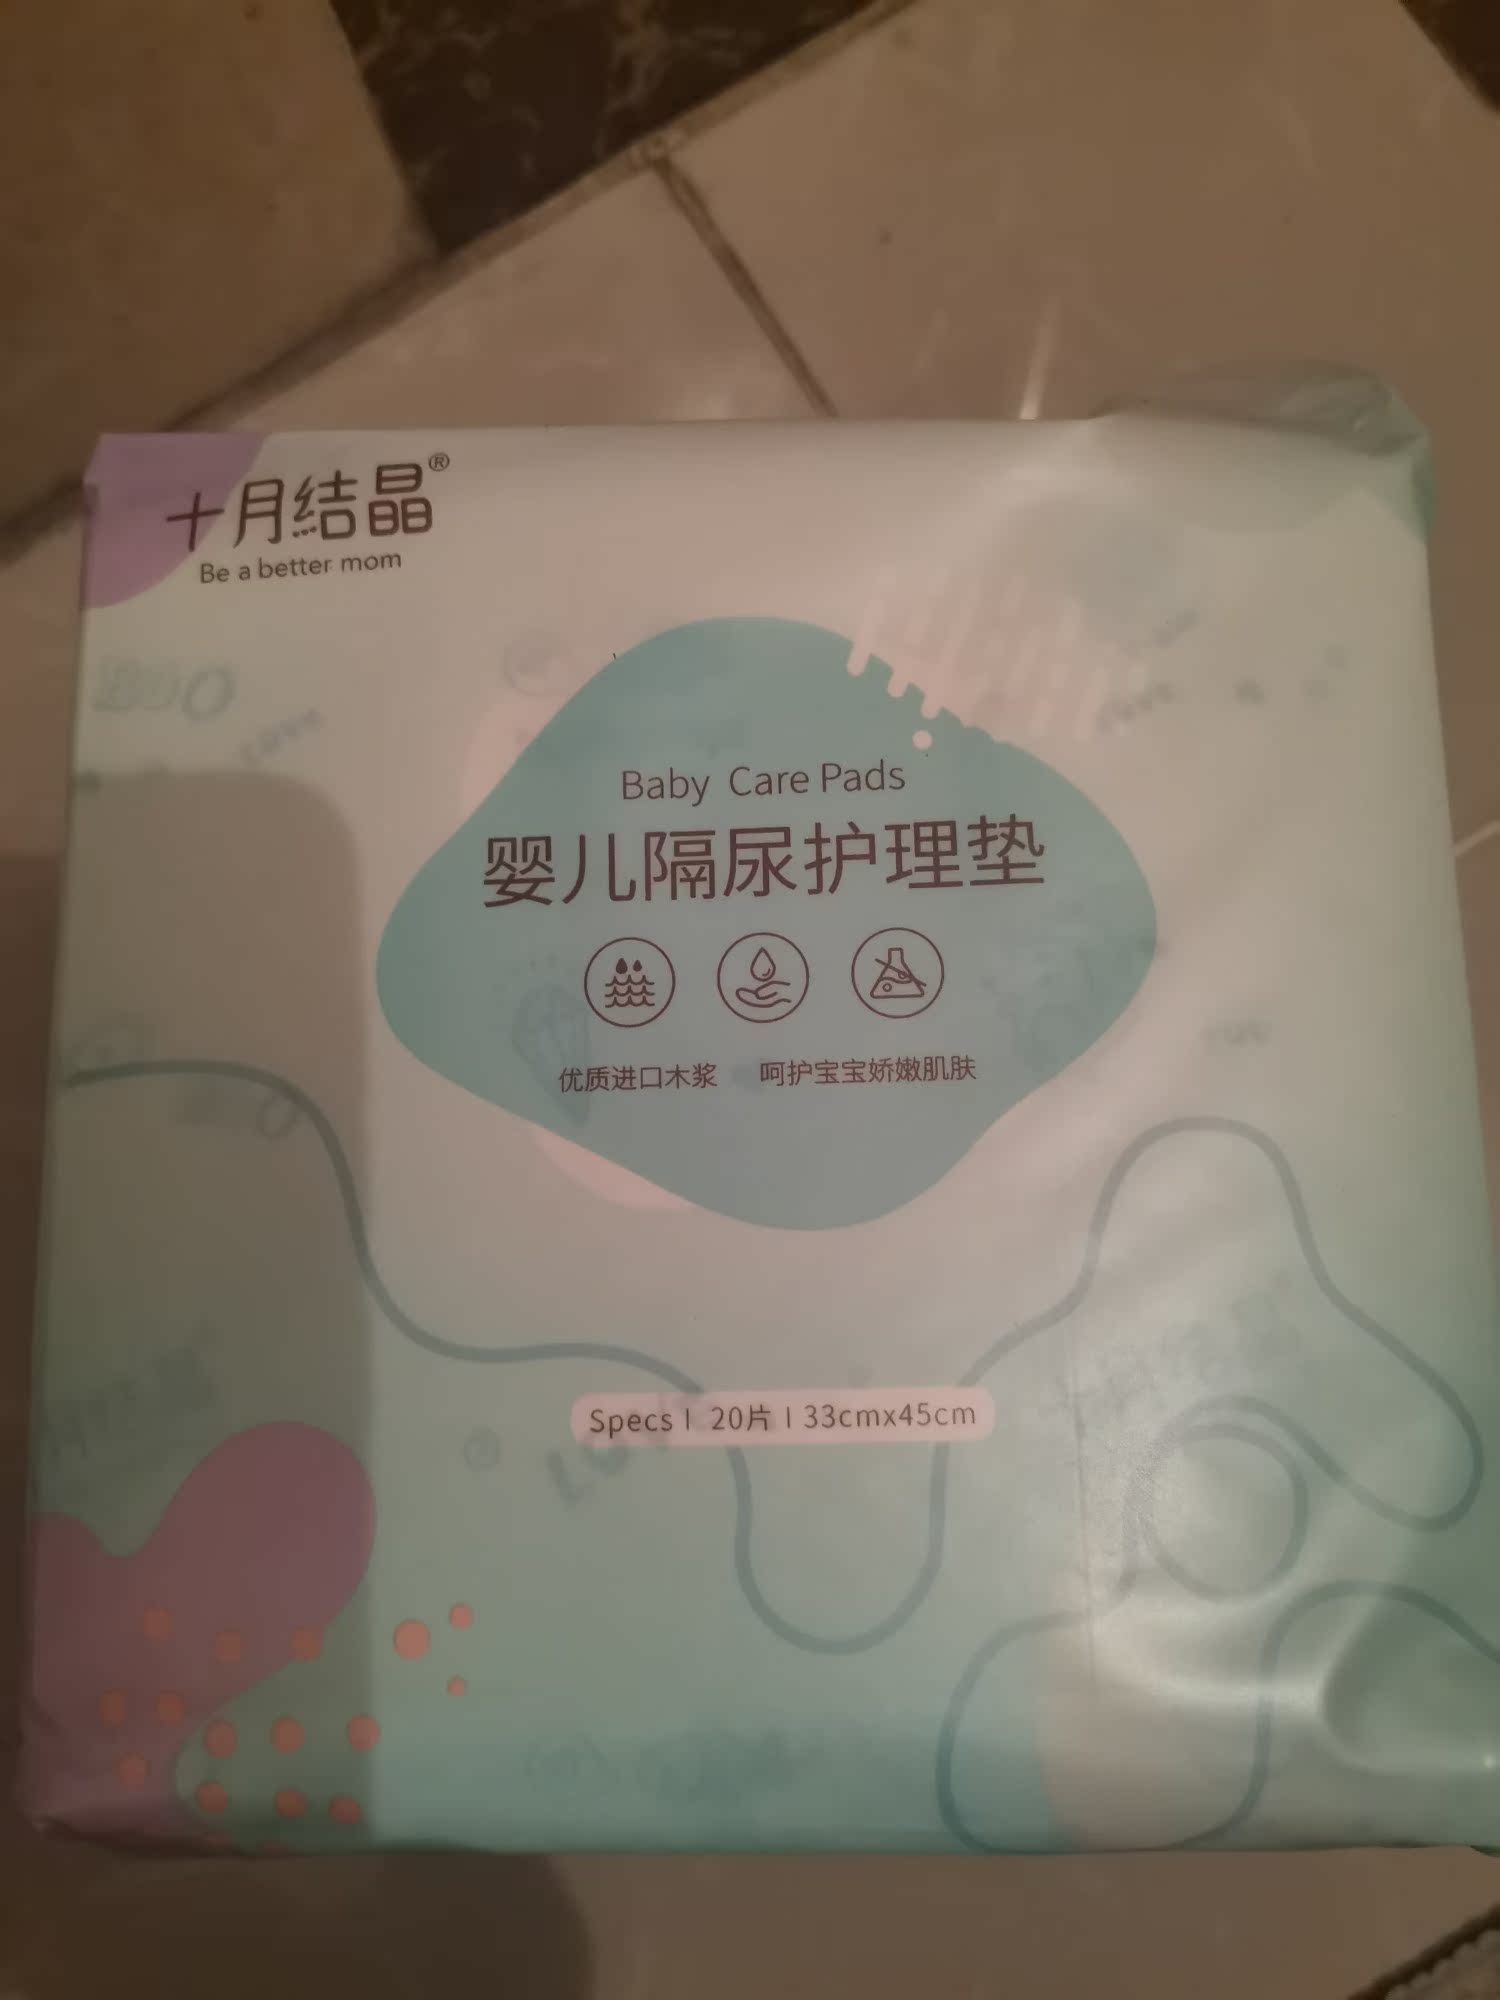 十月结晶®
Be a better mom
Baby Care Pads
婴儿隔尿护理垫
优质进口木浆 呵护宝宝娇嫩肌肤
Specs | 20片 | 33cmx45cm